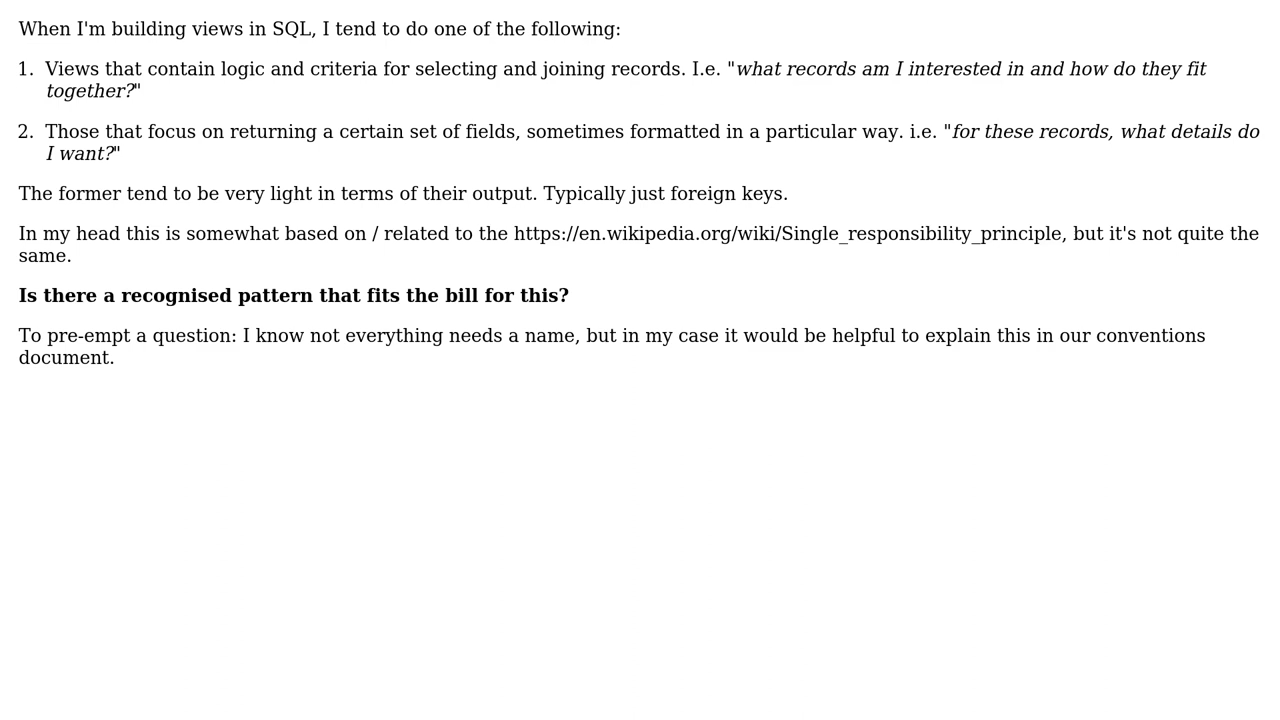 When I'm building views in SQL, I tend to do one of the following:
1. Views that contain logic and criteria for selecting and joining records. I.e. "what records am I interested in and how do they fit
together?"
2. Those that focus on returning a certain set of fields, sometimes formatted in a particular way. i.e. "for these records, what details do
I want?"
The former tend to be very light in terms of their output. Typically just foreign keys.
In my head this is somewhat based on / related to the https://en.wikipedia.org/wiki/Single_responsibility_principle, but it's not quite the
same.
Is there a recognised pattern that fits the bill for this?
To pre-empt a question: I know not everything needs a name, but in my case it would be helpful to explain this in our conventions
document.